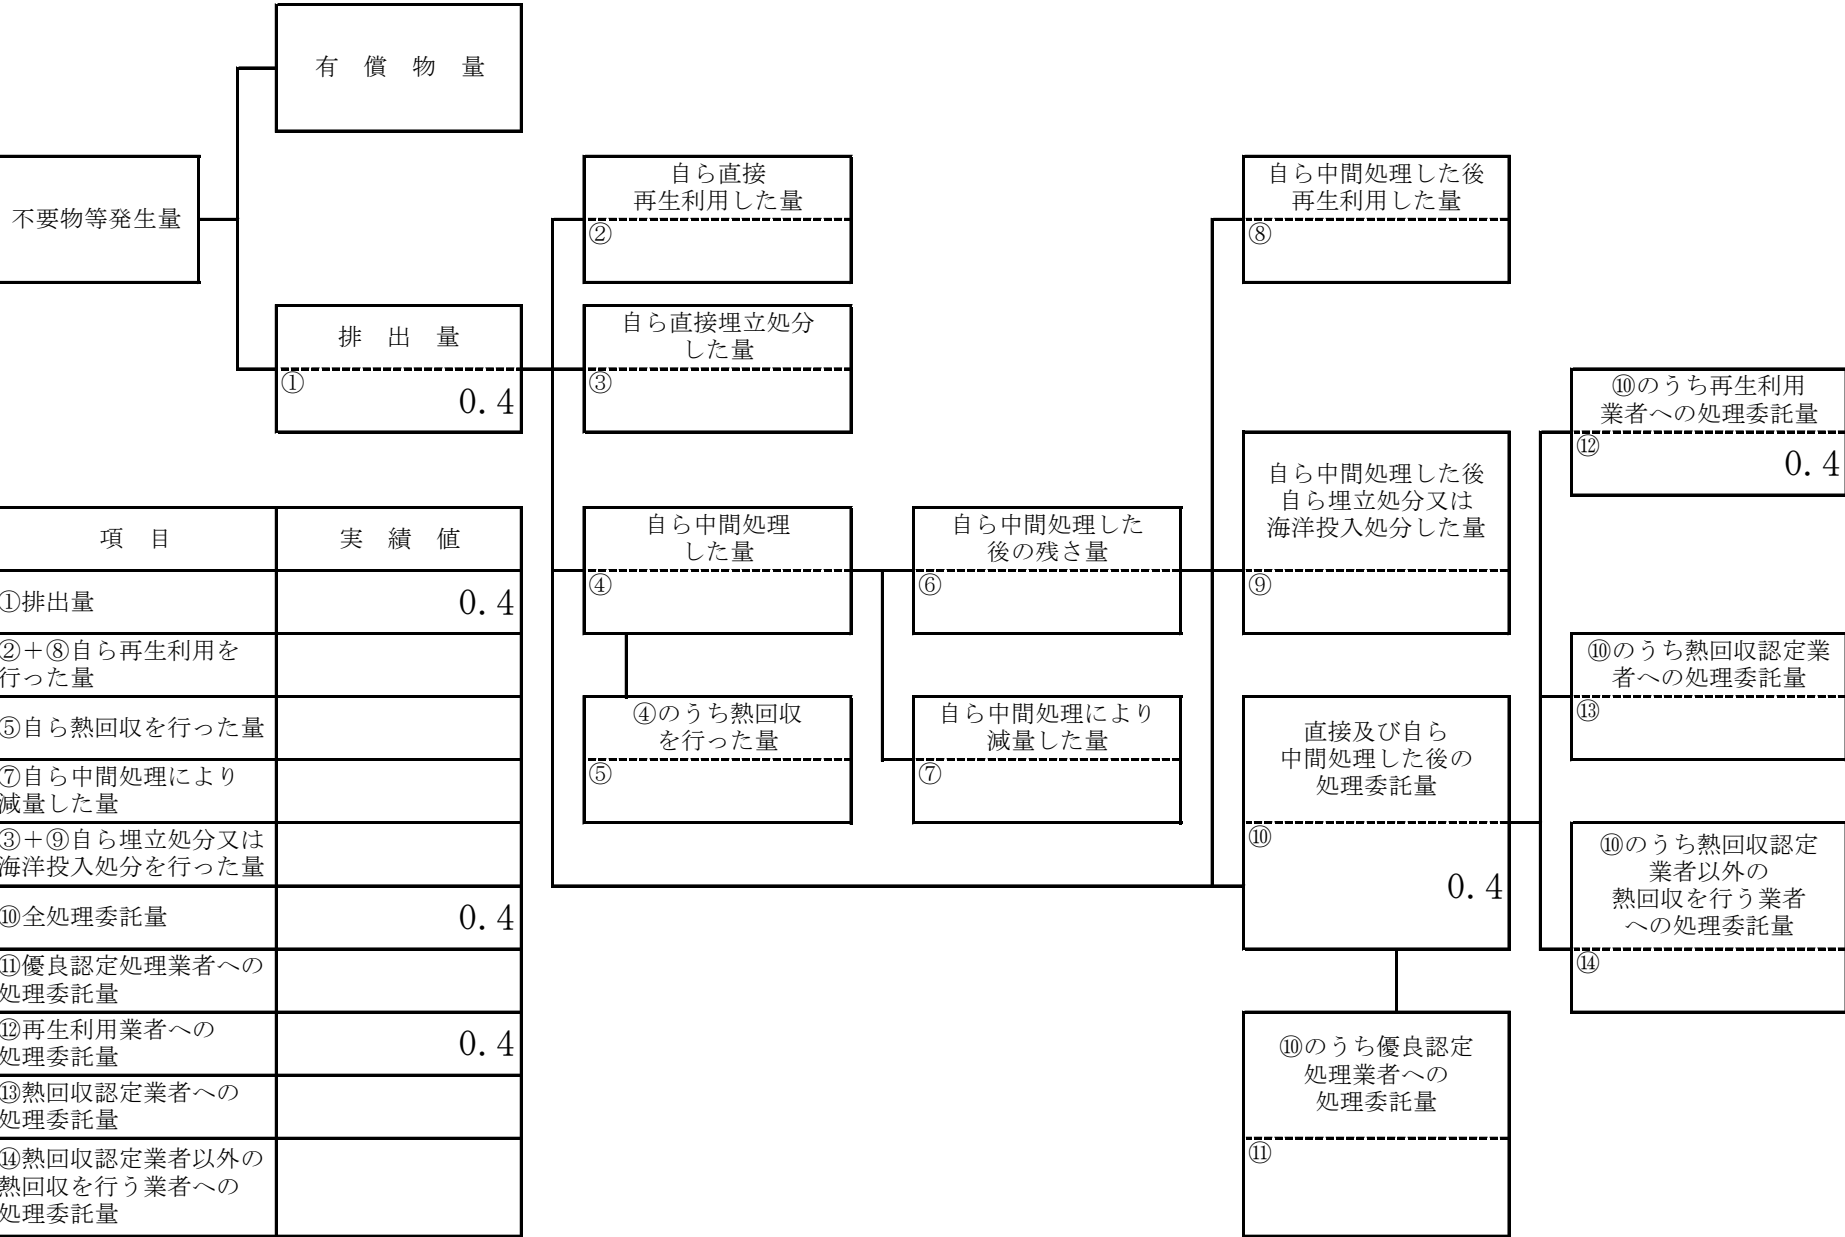 有 償 物 量
不要物等発生量
排 出 量
①
0.4
自ら直接
再生利用した量
②
自ら直接埋立処分
した量
③
自ら中間処理
した量
④
④のうち熱回収
を行った量
⑤
自ら中間処理した
後の残さ量
⑥
自ら中間処理により
減量した量
⑦
自ら中間処理した後
再生利用した量
⑧
自ら中間処理した後
自ら埋立処分又は
海洋投入処分した量
⑨
直接及び自ら
中間処理した後の
処理委託量
⑩
0.4
⑩のうち優良認定
処理業者への
処理委託量
⑪
⑩のうち再生利用
業者への処理委託量
⑫
0.4
⑩のうち熱回収認定業
者への処理委託量
⑬
⑩のうち熱回収認定
業者以外の
熱回収を行う業者
への処理委託量
⑭
項 目 実 績 値
①排出量 0.4
②＋⑧自ら再生利用を
行った量
⑤自ら熱回収を行った量
⑦自ら中間処理により
減量した量
③＋⑨自ら埋立処分又は
海洋投入処分を行った量
⑩全処理委託量 0.4
⑪優良認定処理業者への
処理委託量
⑫再生利用業者への
処理委託量 0.4
⑬熱回収認定業者への
処理委託量
⑭熱回収認定業者以外の
熱回収を行う業者への
処理委託量